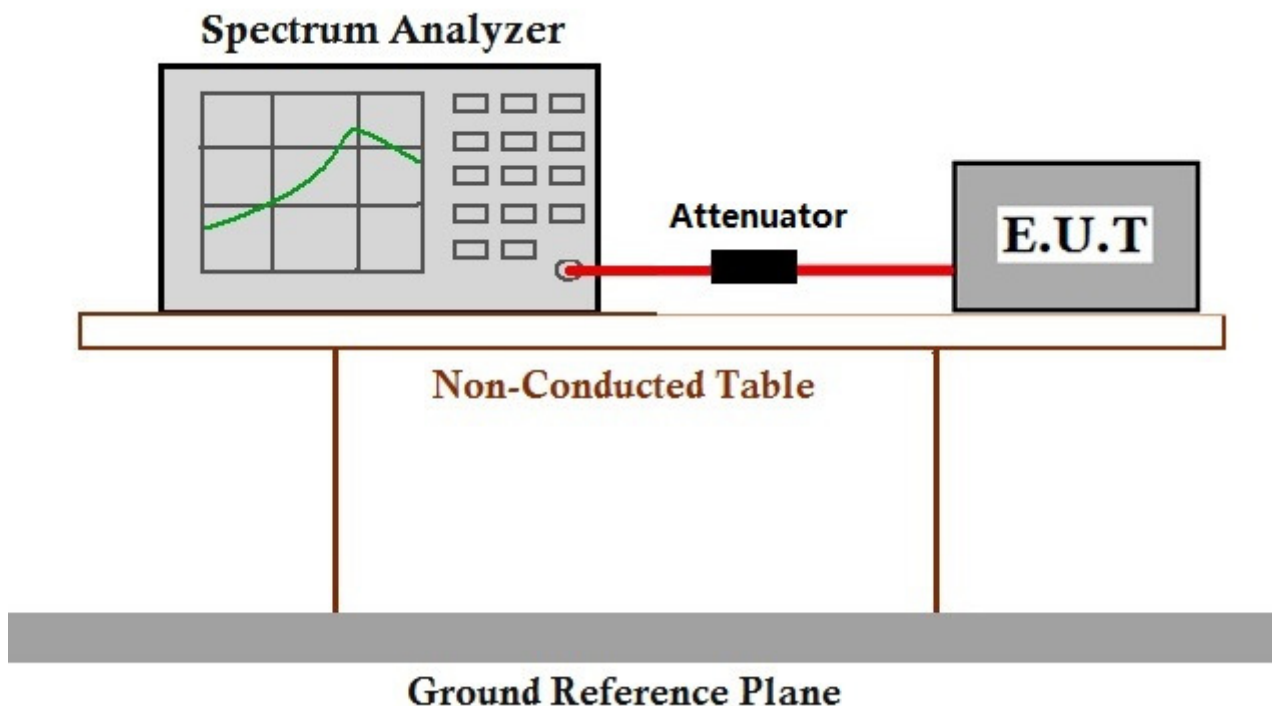 Spectrum Analyzer
Attenuator
E.U.T
Non-Conducted Table
Ground Reference Plane